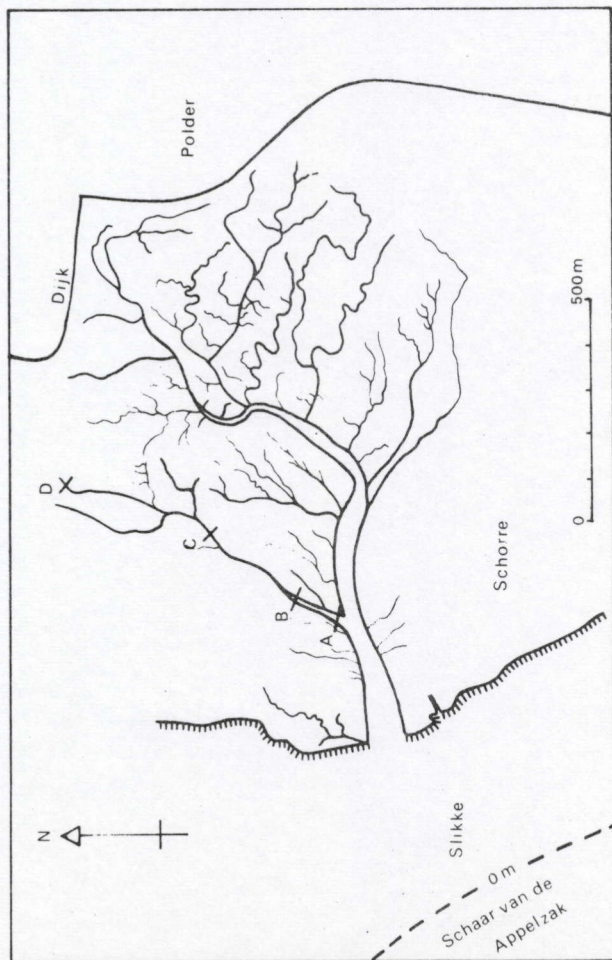 N
Dijk
Polder
D
C
B
A
Schorre
Slikke
0 m
Schaar van de
Appelzak
0
500m